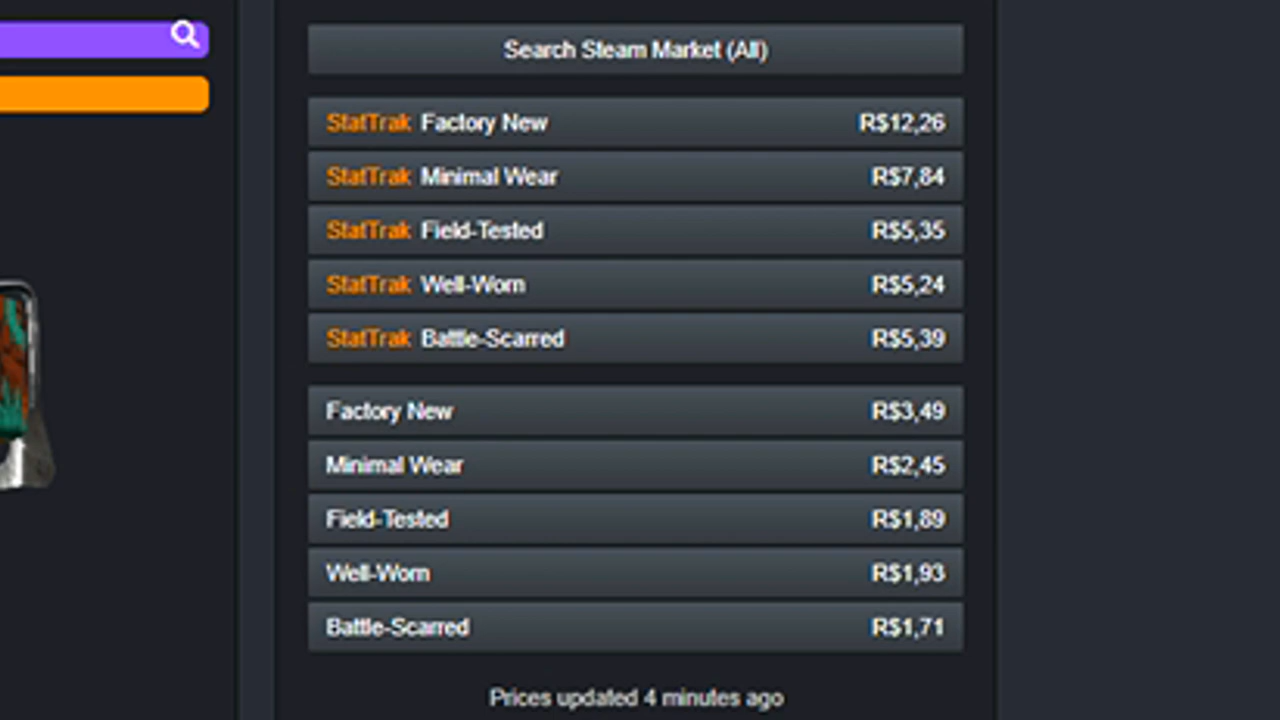 Search Steam Market (All)
StatTrak Factory New R$12,26
StatTrak Minimal Wear R$7,84
StatTrak Field-Tested R$5,35
StatTrak Well-Worn R$5,24
StatTrak Battle-Scarred R$5,39
Factory New R$3,49
Minimal Wear R$2,45
Field-Tested R$1,89
Well-Worn R$1,93
Battle-Scarred R$1,71
Prices updated 4 minutes ago